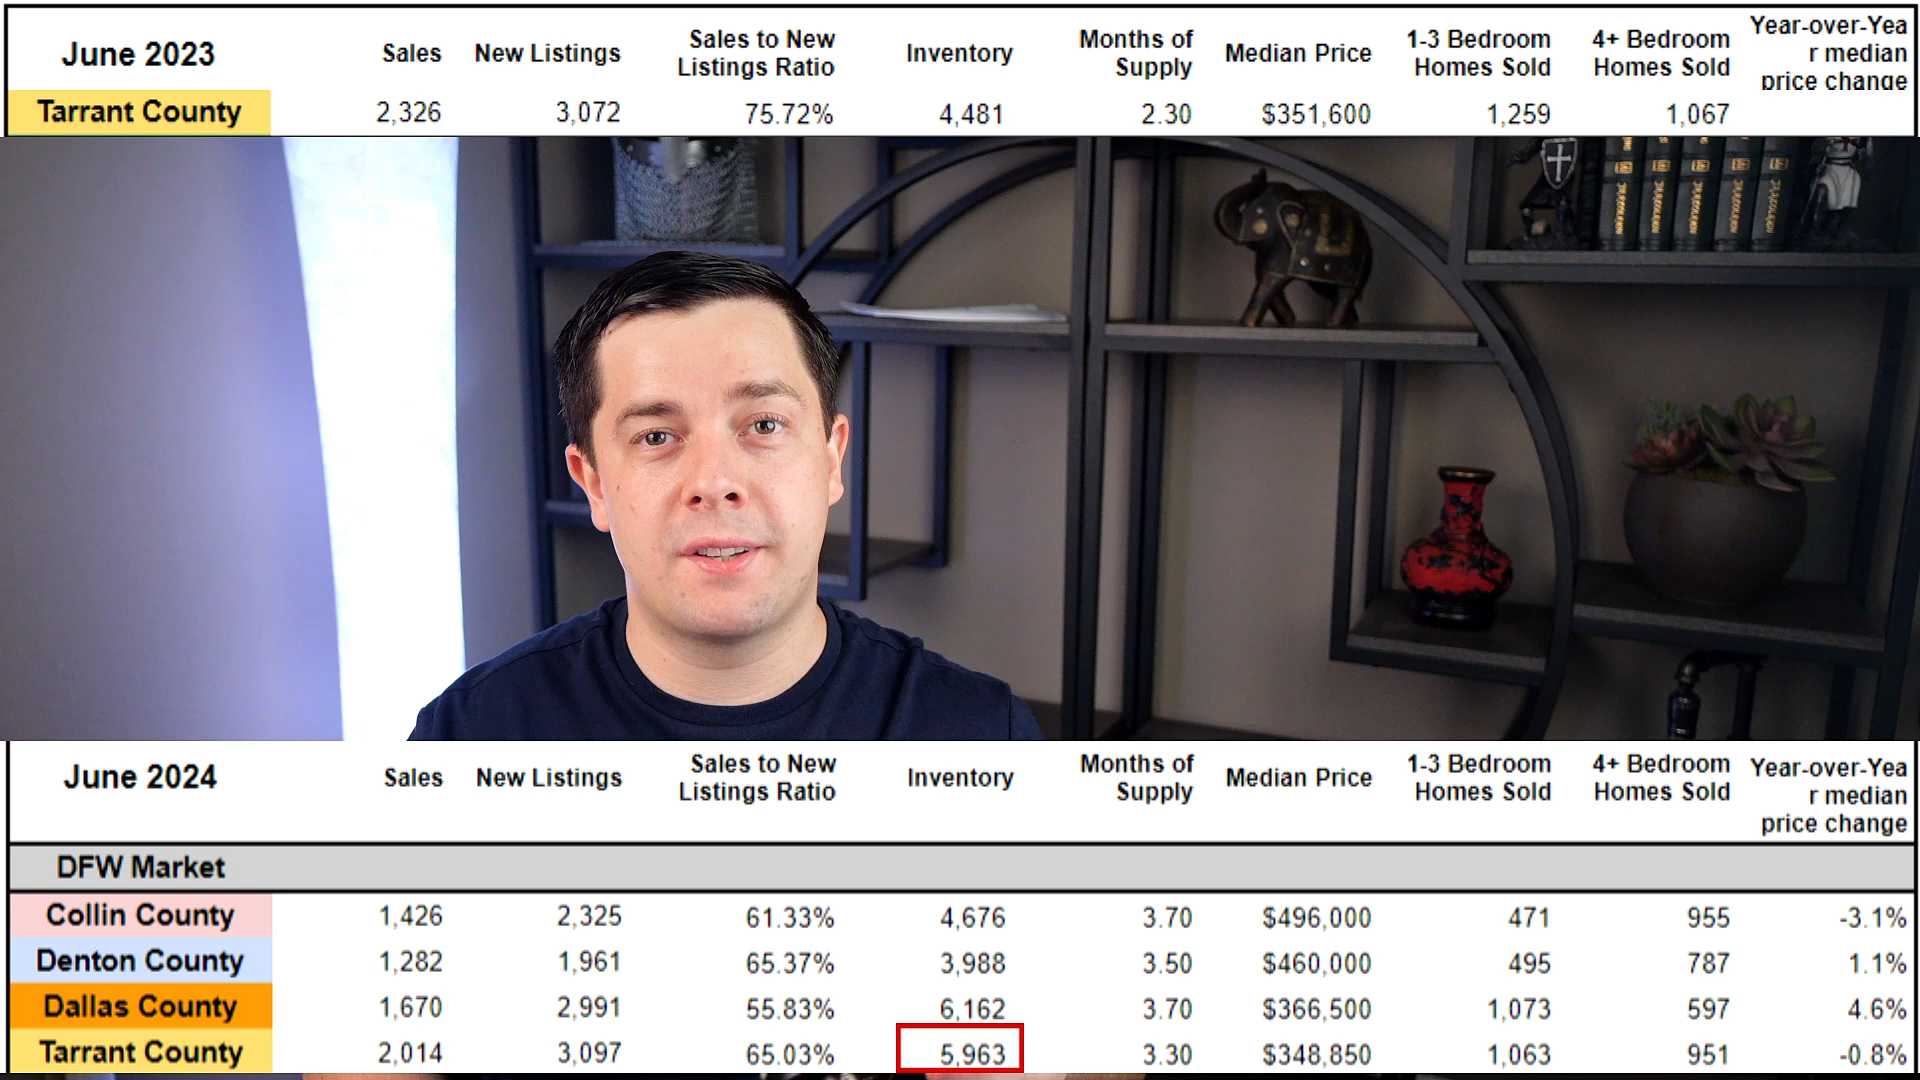 June 2023 Sales New Listings Sales to New Listings Ratio Inventory Months of Supply Median Price 1-3 Bedroom Homes Sold 4+ Bedroom Homes Sold Year-over-Yea r median price change
Tarrant County 2,326 3,072 75.72% 4,481 2.30 $351,600 1,259 1,067
June 2024 Sales New Listings Sales to New Listings Ratio Inventory Months of Supply Median Price 1-3 Bedroom Homes Sold 4+ Bedroom Homes Sold Year-over-Yea r median price change
DFW Market
Collin County 1,426 2,325 61.33% 4,676 3.70 $496,000 471 955 -3.1%
Denton County 1,282 1,961 65.37% 3,988 3.50 $460,000 495 787 1.1%
Dallas County 1,670 2,991 55.83% 6,162 3.70 $366,500 1,073 597 4.6%
Tarrant County 2,014 3,097 65.03% 5,963 3.30 $348,850 1,063 951 -0.8%